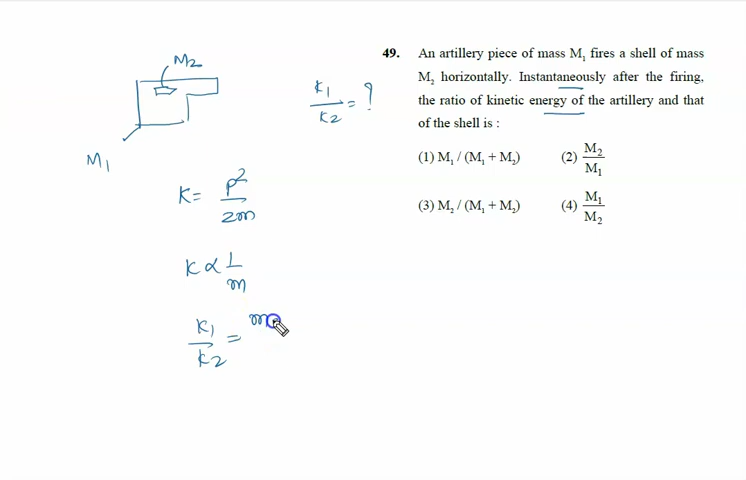 M2
M1
K1/K2 = ?
K = P²/2m
K ∝ 1/m
K1/K2 = m
49. An artillery piece of mass M₁ fires a shell of mass
M₂ horizontally. Instantaneously after the firing,
the ratio of kinetic energy of the artillery and that
of the shell is :
(1) M₁ / (M₁ + M₂) (2) M₂/M₁
(3) M₂ / (M₁ + M₂) (4) M₁/M₂